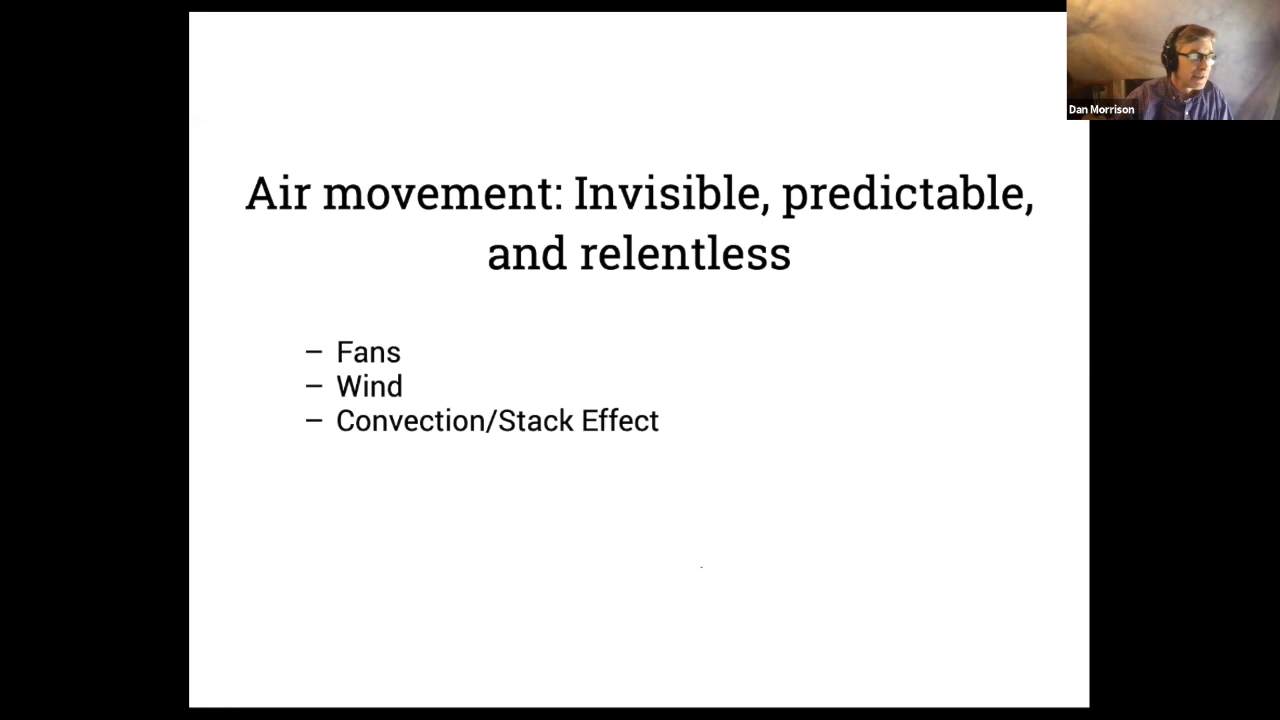 Air movement: Invisible, predictable,
and relentless
– Fans
– Wind
– Convection/Stack Effect
Dan Morrison